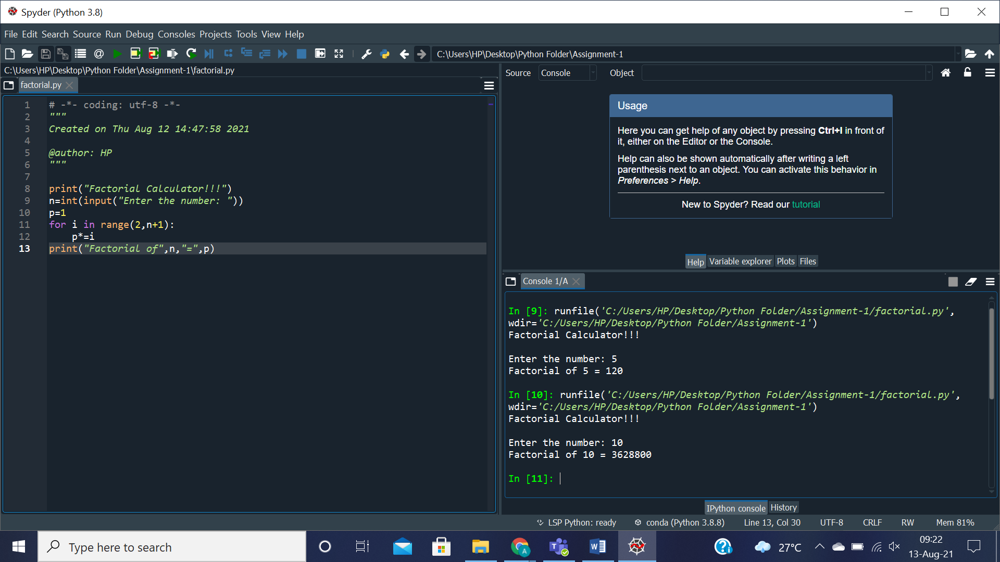 Spyder (Python 3.8)
File Edit Search Source Run Debug Consoles Projects Tools View Help
C:\Users\HP\Desktop\Python Folder\Assignment-1
C:\Users\HP\Desktop\Python Folder\Assignment-1\factorial.py
factorial.py
1 # -*- coding: utf-8 -*-
2 """
3 Created on Thu Aug 12 14:47:58 2021
4
5 @author: HP
6 """
7
8 print("Factorial Calculator!!!")
9 n=int(input("Enter the number: "))
10 p=1
11 for i in range(2,n+1):
12     p*=i
13 print("Factorial of",n,"=",p)
Source Console Object
Usage
Here you can get help of any object by pressing Ctrl+I in front of
it, either on the Editor or the Console.
Help can also be shown automatically after writing a left
parenthesis next to an object. You can activate this behavior in
Preferences > Help.
New to Spyder? Read our tutorial
Help Variable explorer Plots Files
Console 1/A
In [9]: runfile('C:/Users/HP/Desktop/Python Folder/Assignment-1/factorial.py',
wdir='C:/Users/HP/Desktop/Python Folder/Assignment-1')
Factorial Calculator!!!
Enter the number: 5
Factorial of 5 = 120
In [10]: runfile('C:/Users/HP/Desktop/Python Folder/Assignment-1/factorial.py',
wdir='C:/Users/HP/Desktop/Python Folder/Assignment-1')
Factorial Calculator!!!
Enter the number: 10
Factorial of 10 = 3628800
In [11]:
IPython console History
LSP Python: ready conda (Python 3.8.8) Line 13, Col 30 UTF-8 CRLF RW Mem 81%
Type here to search
27°C
09:22
13-Aug-21